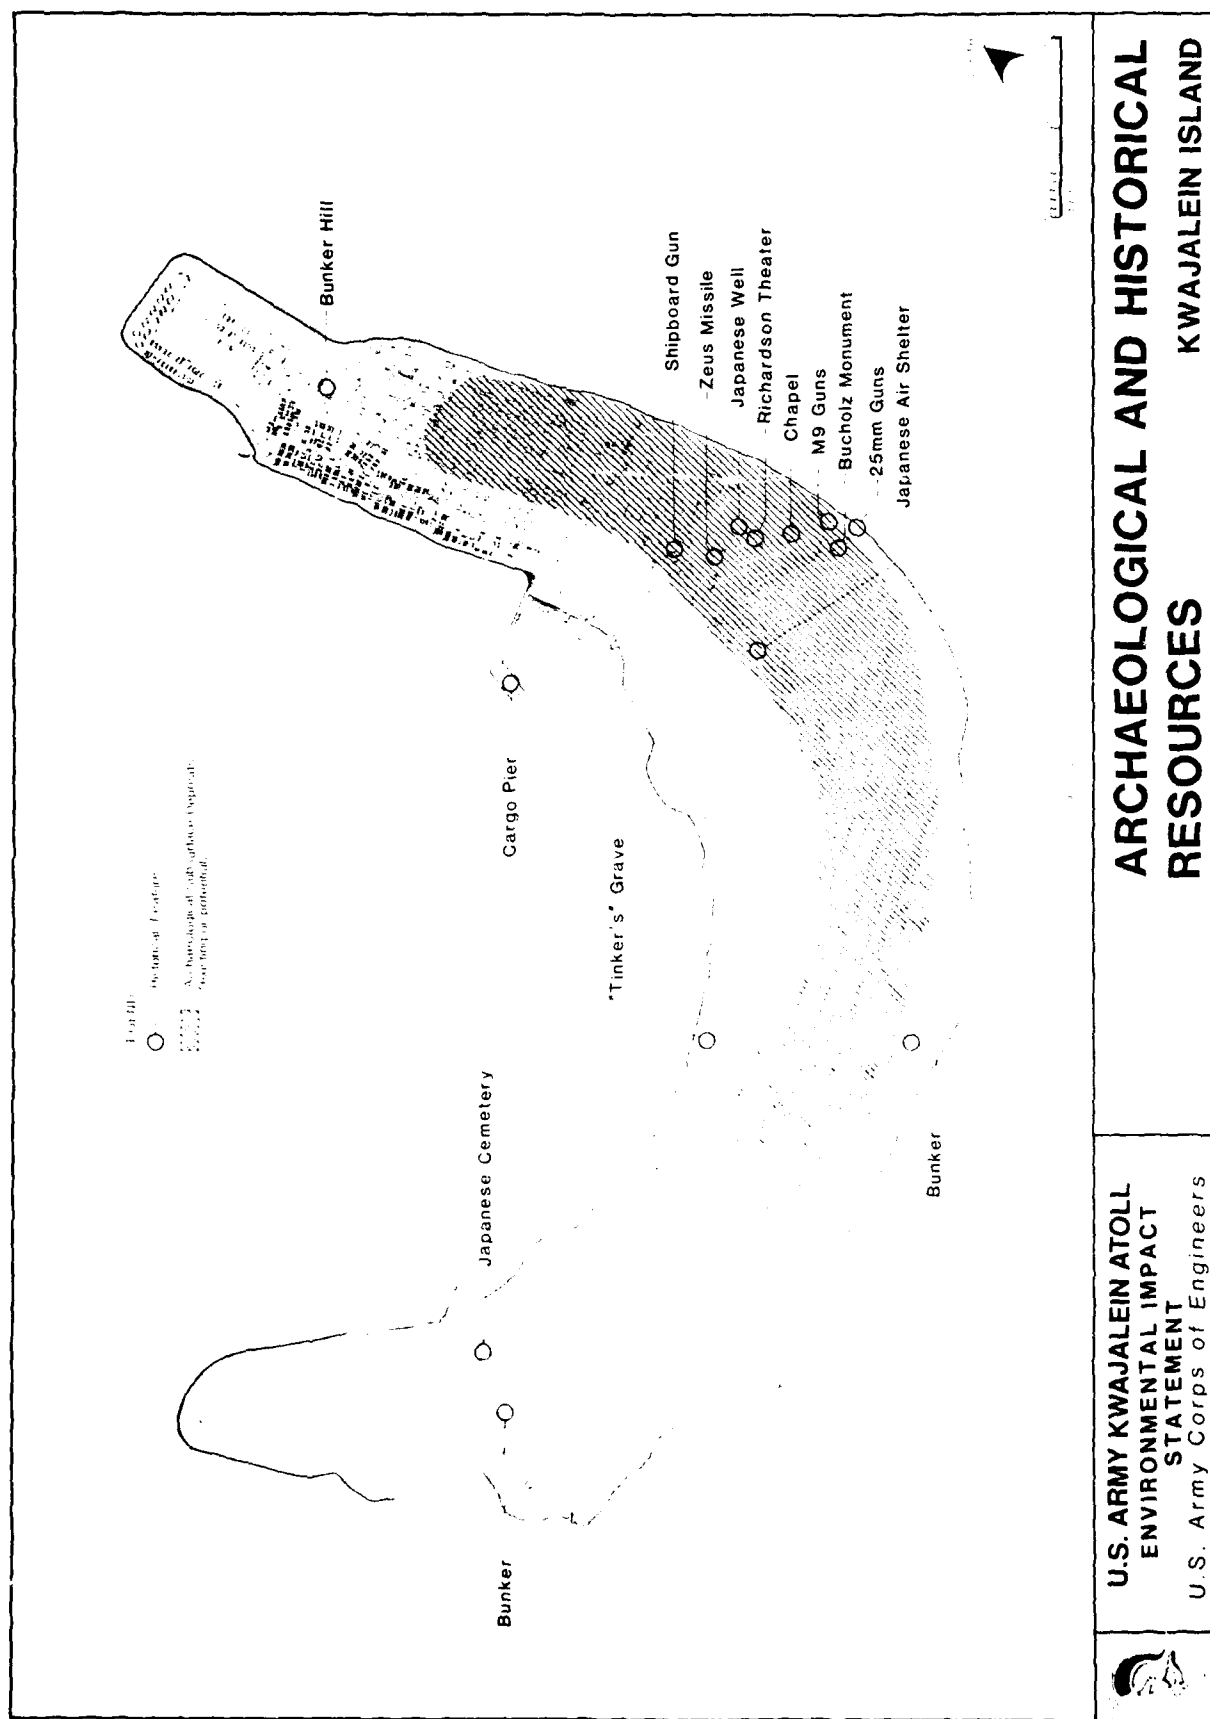 Historical Feature
Bunker Hill
Shipboard Gun
Zeus Missile
Japanese Well
Richardson Theater
Chapel
M9 Guns
Bucholz Monument
25mm Guns
Japanese Air Shelter
Cargo Pier
"Tinker's" Grave
Japanese Cemetery
Bunker
Bunker
U.S. ARMY KWAJALEIN ATOLL
ENVIRONMENTAL IMPACT
STATEMENT
U.S. Army Corps of Engineers
ARCHAEOLOGICAL AND HISTORICAL
RESOURCES
KWAJALEIN ISLAND